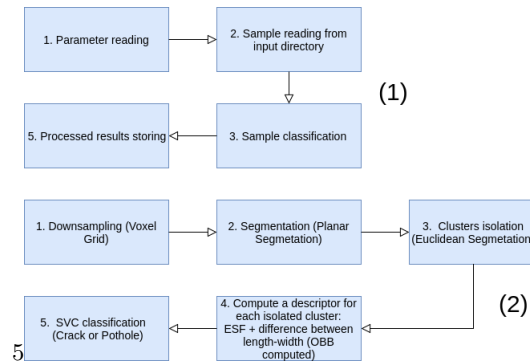 1. Parameter reading
2. Sample reading from
input directory
(1)
5. Processed results storing
3. Sample classification
1. Downsampling (Voxel
Grid)
2. Segmentation (Planar
Segmetation)
3. Clusters isolation
(Euclidean Segmetation
(2)
4. Compute a descriptor for
each isolated cluster:
ESF + difference between
length-width (OBB
computed)
5. SVC classification
(Crack or Pothole)
5